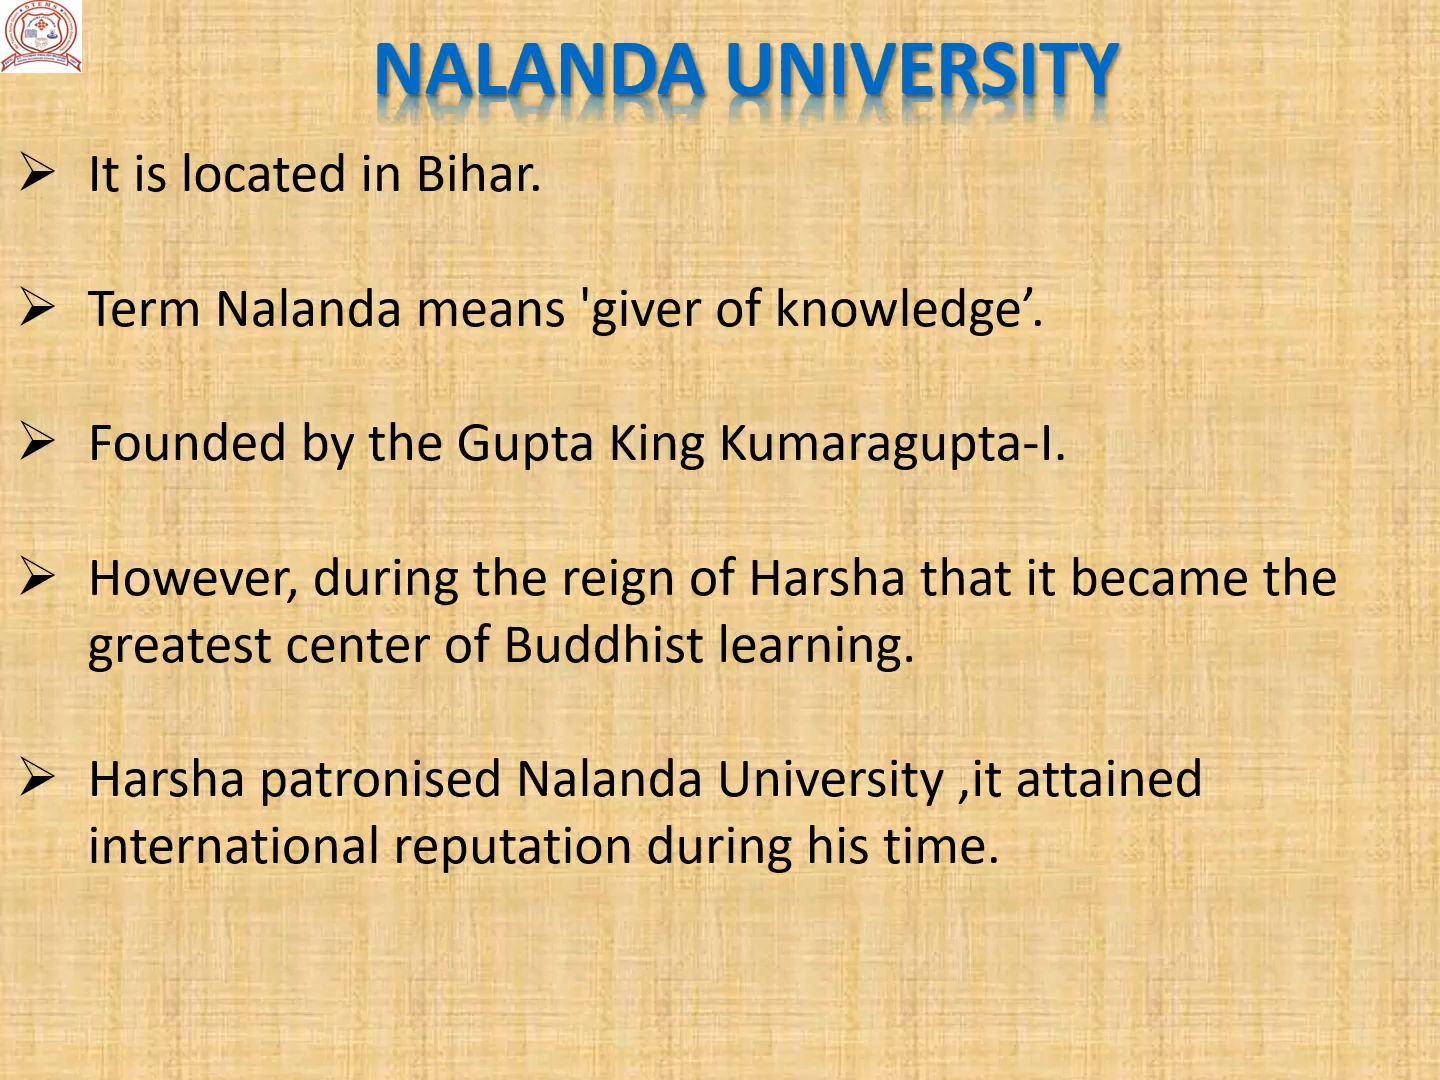 NALANDA UNIVERSITY
➢ It is located in Bihar.
➢ Term Nalanda means 'giver of knowledge’.
➢ Founded by the Gupta King Kumaragupta-I.
➢ However, during the reign of Harsha that it became the
greatest center of Buddhist learning.
➢ Harsha patronised Nalanda University ,it attained
international reputation during his time.